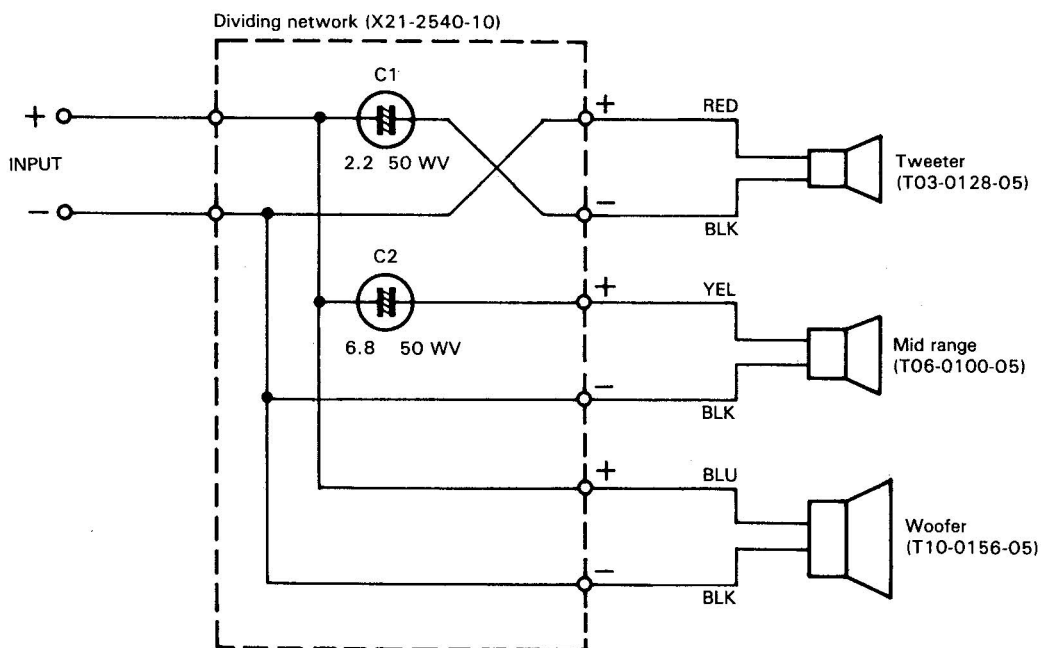 Dividing network (X21-2540-10)
C1
+
+
RED
2.2 50 WV
Tweeter
(T03-0128-05)
INPUT
−
−
BLK
C2
+
YEL
6.8 50 WV
Mid range
(T06-0100-05)
−
BLK
+
BLU
Woofer
(T10-0156-05)
−
BLK